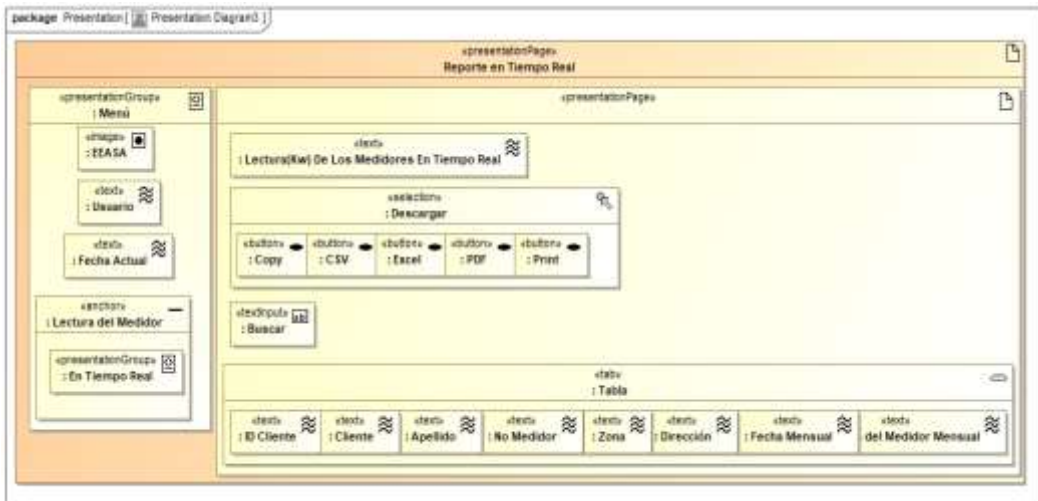 package Presentation [ Presentation Diagram3 ]
«presentationPage»
Reporte en Tiempo Real
«presentationGroup»
: Menú
«image»
: EEASA
«text»
: Usuario
«text»
: Fecha Actual
«anchor»
: Lectura del Medidor
«presentationGroup»
: En Tiempo Real
«presentationPage»
«text»
: Lectura(Kw) De Los Medidores En Tiempo Real
«selection»
: Descargar
«button» «button» «button» «button» «button»
: Copy : CSV : Excel : PDF : Print
«textInput» ab
: Buscar
«tab»
: Tabla
«text» «text» «text» «text» «text» «text» «text» «text»
: ID Cliente : Cliente : Apellido : No Medidor : Zona : Dirección : Fecha Mensual del Medidor Mensual